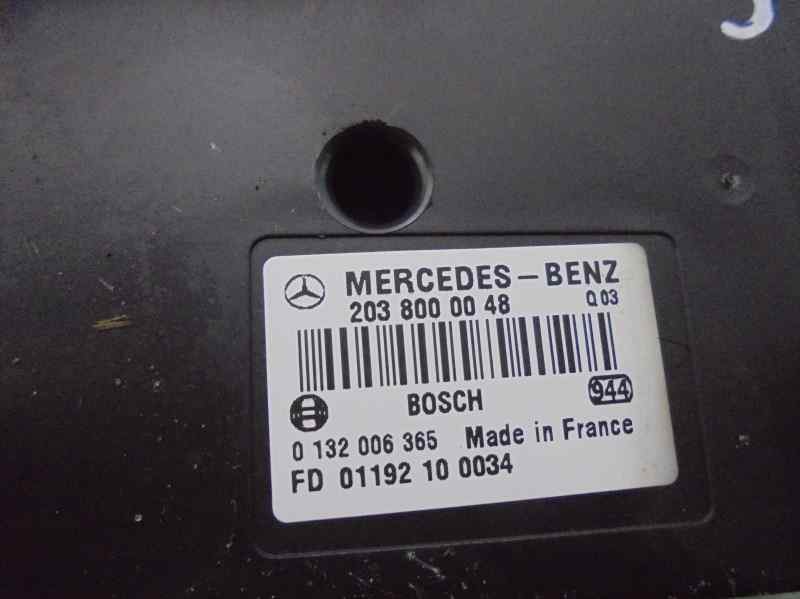 MERCEDES-BENZ
203 800 00 48 Q03
BOSCH 944
0 132 006 365 Made in France
FD 01192 10 0034